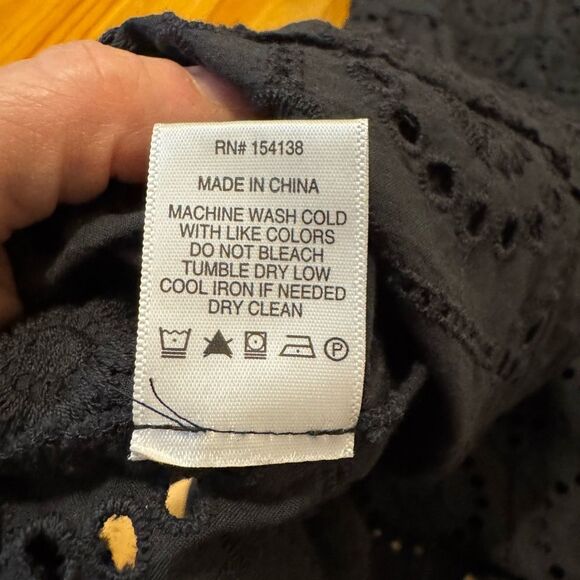 RN# 154138
MADE IN CHINA
MACHINE WASH COLD
WITH LIKE COLORS
DO NOT BLEACH
TUMBLE DRY LOW
COOL IRON IF NEEDED
DRY CLEAN
P